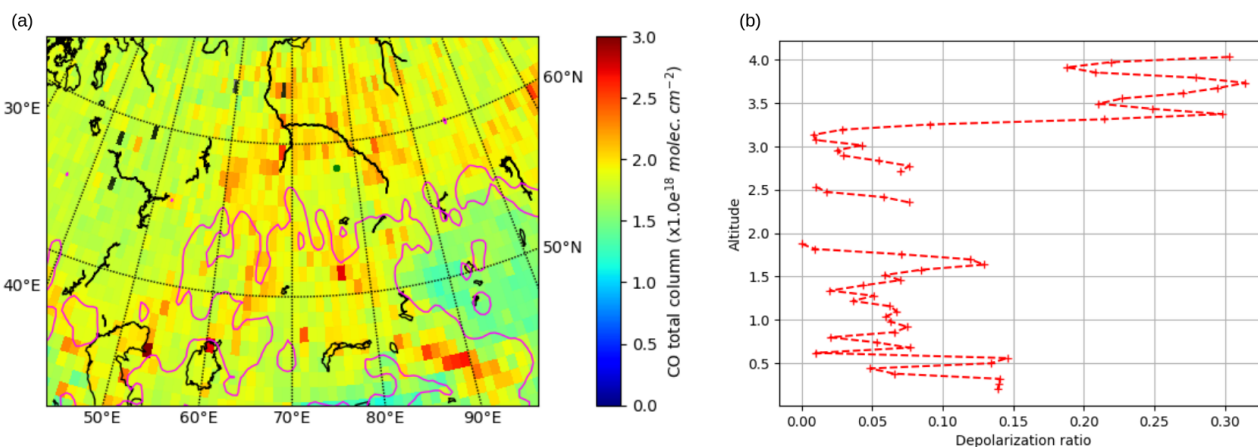 (a)
30°E
40°E
50°E
60°E
70°E
80°E
90°E
60°N
50°N
3.0
2.5
2.0
1.5
1.0
0.5
0.0
CO total column (x1.0e¹⁸ molec. cm⁻²)
(b)
4.0
3.5
3.0
2.5
2.0
1.5
1.0
0.5
Altitude
0.00
0.05
0.10
0.15
0.20
0.25
0.30
Depolarization ratio